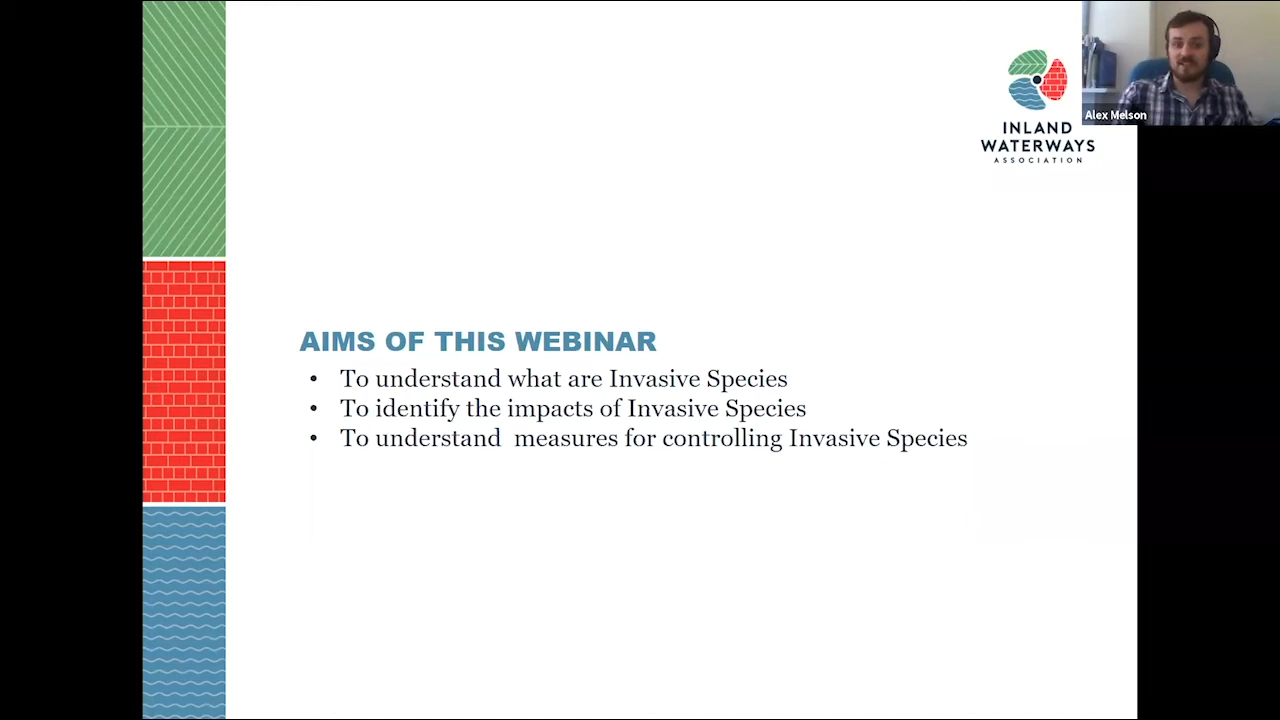 Alex Melson
INLAND
WATERWAYS
ASSOCIATION
AIMS OF THIS WEBINAR
• To understand what are Invasive Species
• To identify the impacts of Invasive Species
• To understand  measures for controlling Invasive Species